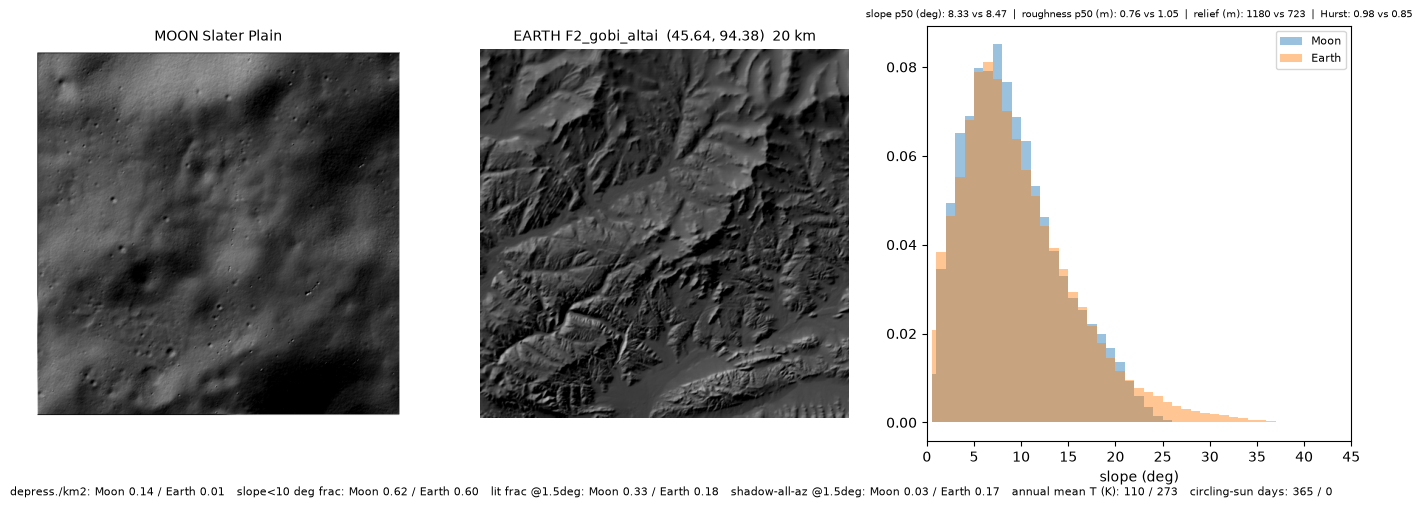 slope p50 (deg): 8.33 vs 8.47 | roughness p50 (m): 0.76 vs 1.05 | relief (m): 1180 vs 723 | Hurst: 0.98 vs 0.85
MOON Slater Plain
EARTH F2_gobi_altai (45.64, 94.38) 20 km
Moon
Earth
0.08
0.06
0.04
0.02
0.00
0 5 10 15 20 25 30 35 40 45
slope (deg)
depress./km2: Moon 0.14 / Earth 0.01 slope<10 deg frac: Moon 0.62 / Earth 0.60 lit frac @1.5deg: Moon 0.33 / Earth 0.18 shadow-all-az @1.5deg: Moon 0.03 / Earth 0.17 annual mean T (K): 110 / 273 circling-sun days: 365 / 0